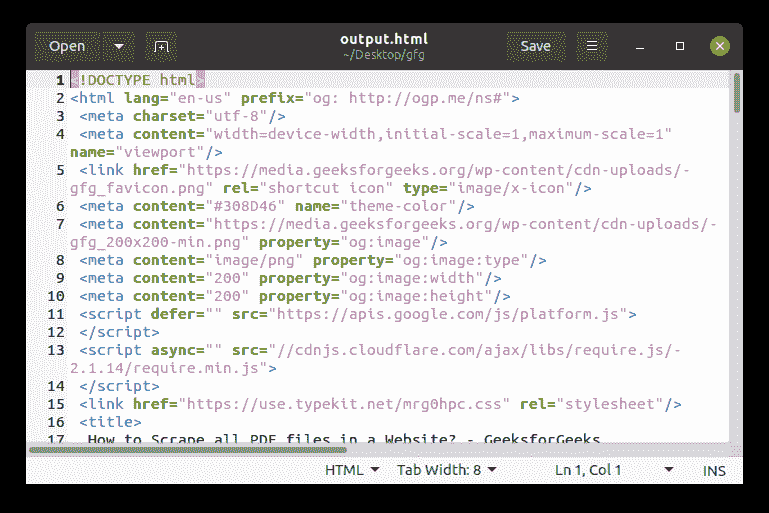 Open
output.html
~/Desktop/gfg
Save
1 <!DOCTYPE html>
2 <html lang="en-us" prefix="og: http://ogp.me/ns#">
3 <meta charset="utf-8"/>
4 <meta content="width=device-width,initial-scale=1,maximum-scale=1"
name="viewport"/>
5 <link href="https://media.geeksforgeeks.org/wp-content/cdn-uploads/-
gfg_favicon.png" rel="shortcut icon" type="image/x-icon"/>
6 <meta content="#308D46" name="theme-color"/>
7 <meta content="https://media.geeksforgeeks.org/wp-content/cdn-uploads/-
gfg_200x200-min.png" property="og:image"/>
8 <meta content="image/png" property="og:image:type"/>
9 <meta content="200" property="og:image:width"/>
10 <meta content="200" property="og:image:height"/>
11 <script defer="" src="https://apis.google.com/js/platform.js">
12 </script>
13 <script async="" src="//cdnjs.cloudflare.com/ajax/libs/require.js/-
2.1.14/require.min.js">
14 </script>
15 <link href="https://use.typekit.net/mrg0hpc.css" rel="stylesheet"/>
16 <title>
17 How to Scrape all PDF files in a Website? - GeeksforGeeks
HTML Tab Width: 8 Ln 1, Col 1 INS